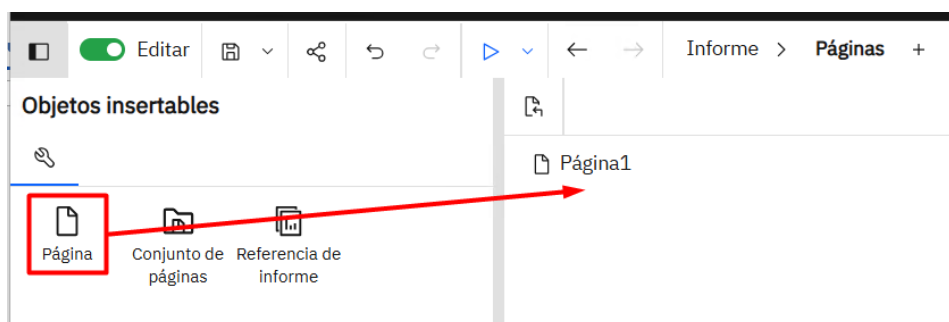 Editar
Informe > Páginas +
Objetos insertables
Página1
Página
Conjunto de
páginas
Referencia de
informe